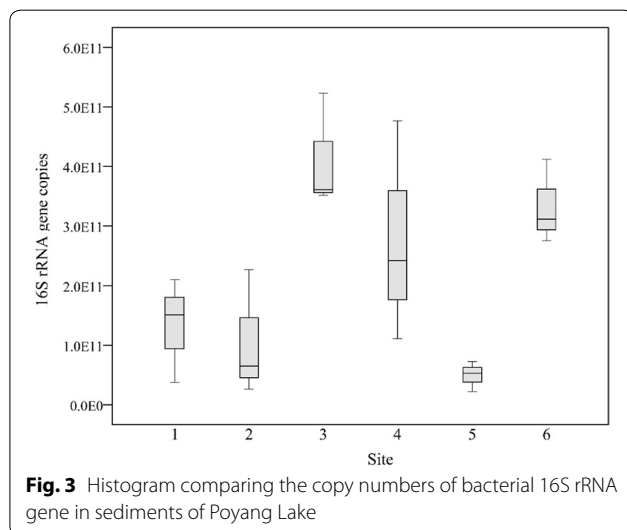 6.0E11
5.0E11
4.0E11
3.0E11
2.0E11
1.0E11
0.0E0
16S rRNA gene copies
1 2 3 4 5 6
Site
Fig. 3 Histogram comparing the copy numbers of bacterial 16S rRNA
gene in sediments of Poyang Lake